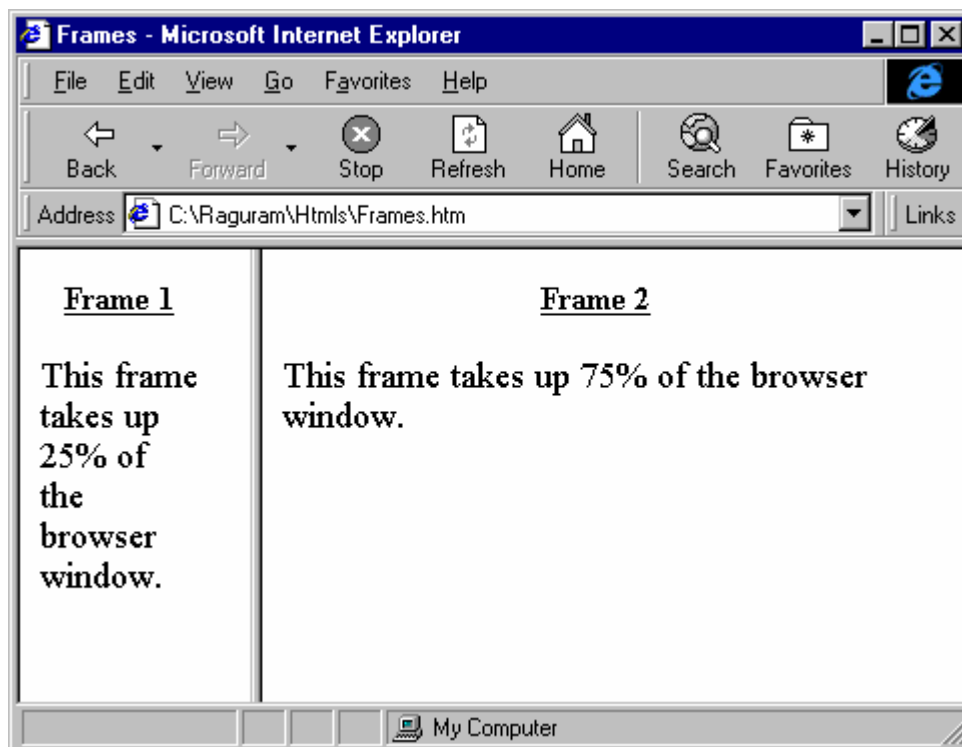 Frames - Microsoft Internet Explorer
File Edit View Go Favorites Help
Back Forward Stop Refresh Home Search Favorites History
Address C:\Raguram\Htmls\Frames.htm Links
Frame 1
This frame
takes up
25% of
the
browser
window.
Frame 2
This frame takes up 75% of the browser
window.
My Computer